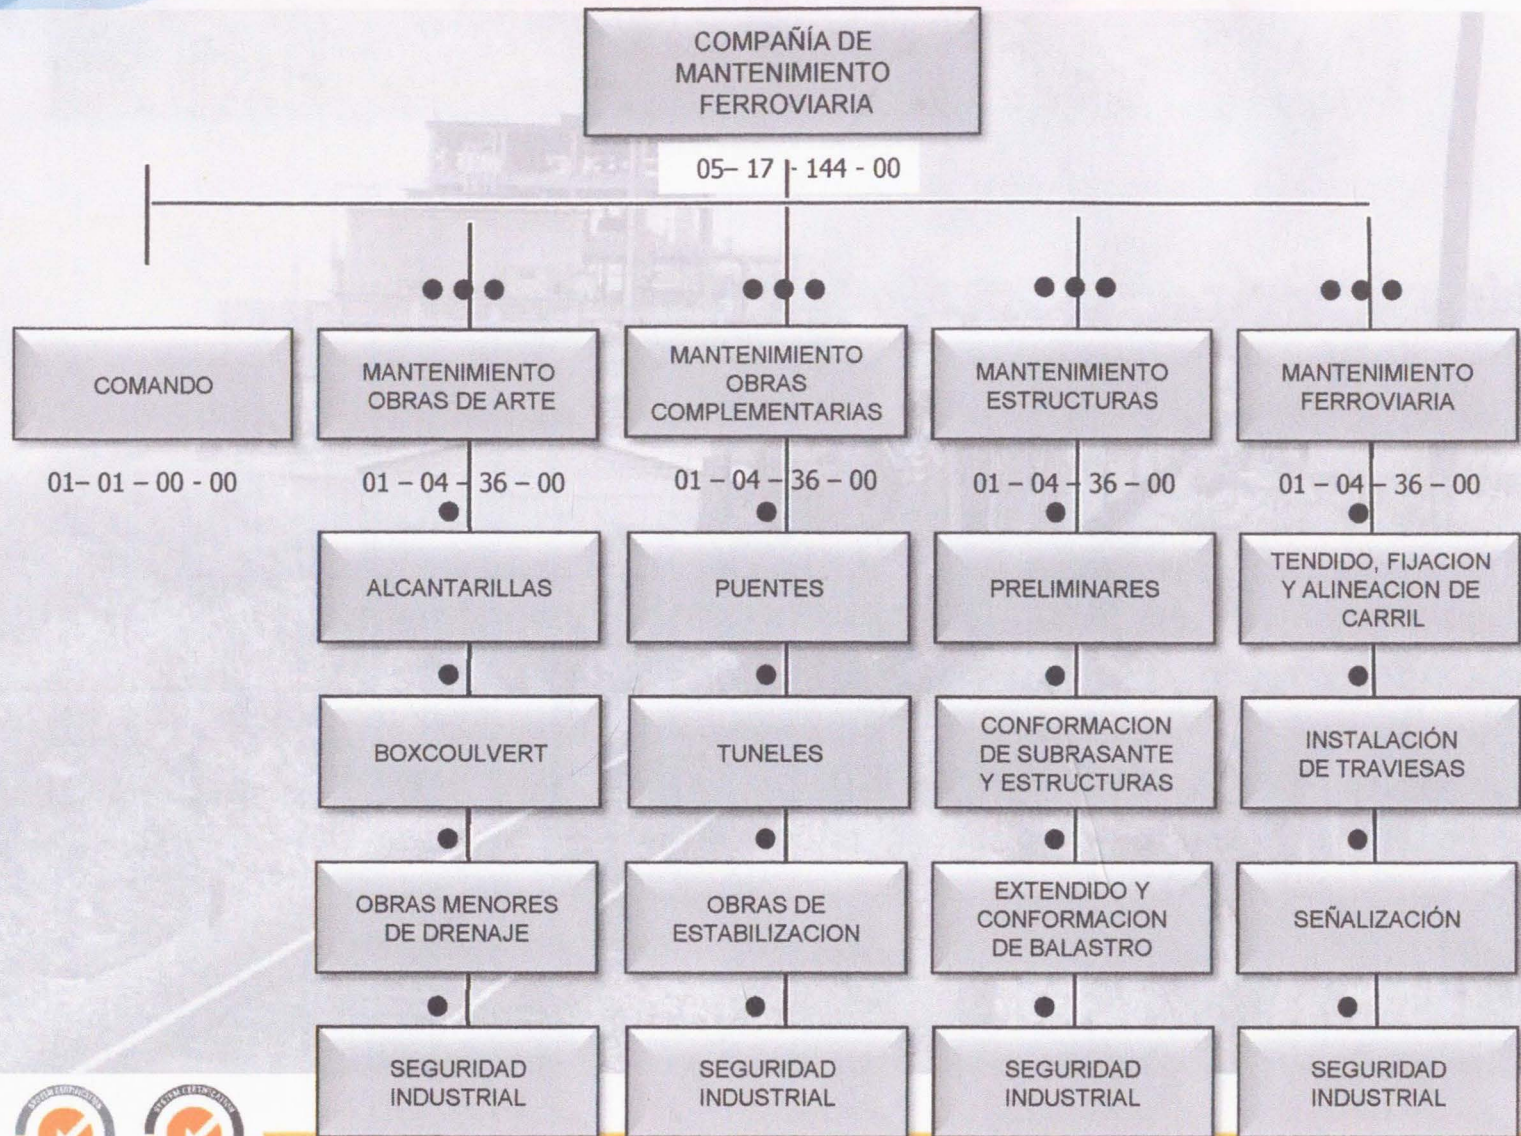 COMPAÑÍA DE
MANTENIMIENTO
FERROVIARIA
05– 17 - 144 - 00
COMANDO
01– 01 – 00 - 00
MANTENIMIENTO
OBRAS DE ARTE
01 – 04 – 36 – 00
MANTENIMIENTO
OBRAS
COMPLEMENTARIAS
01 – 04 – 36 – 00
MANTENIMIENTO
ESTRUCTURAS
01 – 04 – 36 – 00
MANTENIMIENTO
FERROVIARIA
01 – 04 – 36 – 00
ALCANTARILLAS
PUENTES
PRELIMINARES
TENDIDO, FIJACION
Y ALINEACION DE
CARRIL
BOXCOULVERT
TUNELES
CONFORMACION
DE SUBRASANTE
Y ESTRUCTURAS
INSTALACIÓN
DE TRAVIESAS
OBRAS MENORES
DE DRENAJE
OBRAS DE
ESTABILIZACION
EXTENDIDO Y
CONFORMACION
DE BALASTRO
SEÑALIZACIÓN
SEGURIDAD
INDUSTRIAL
SEGURIDAD
INDUSTRIAL
SEGURIDAD
INDUSTRIAL
SEGURIDAD
INDUSTRIAL
SYSTEM CERTIFICATION
SYSTEM CERTIFICATION